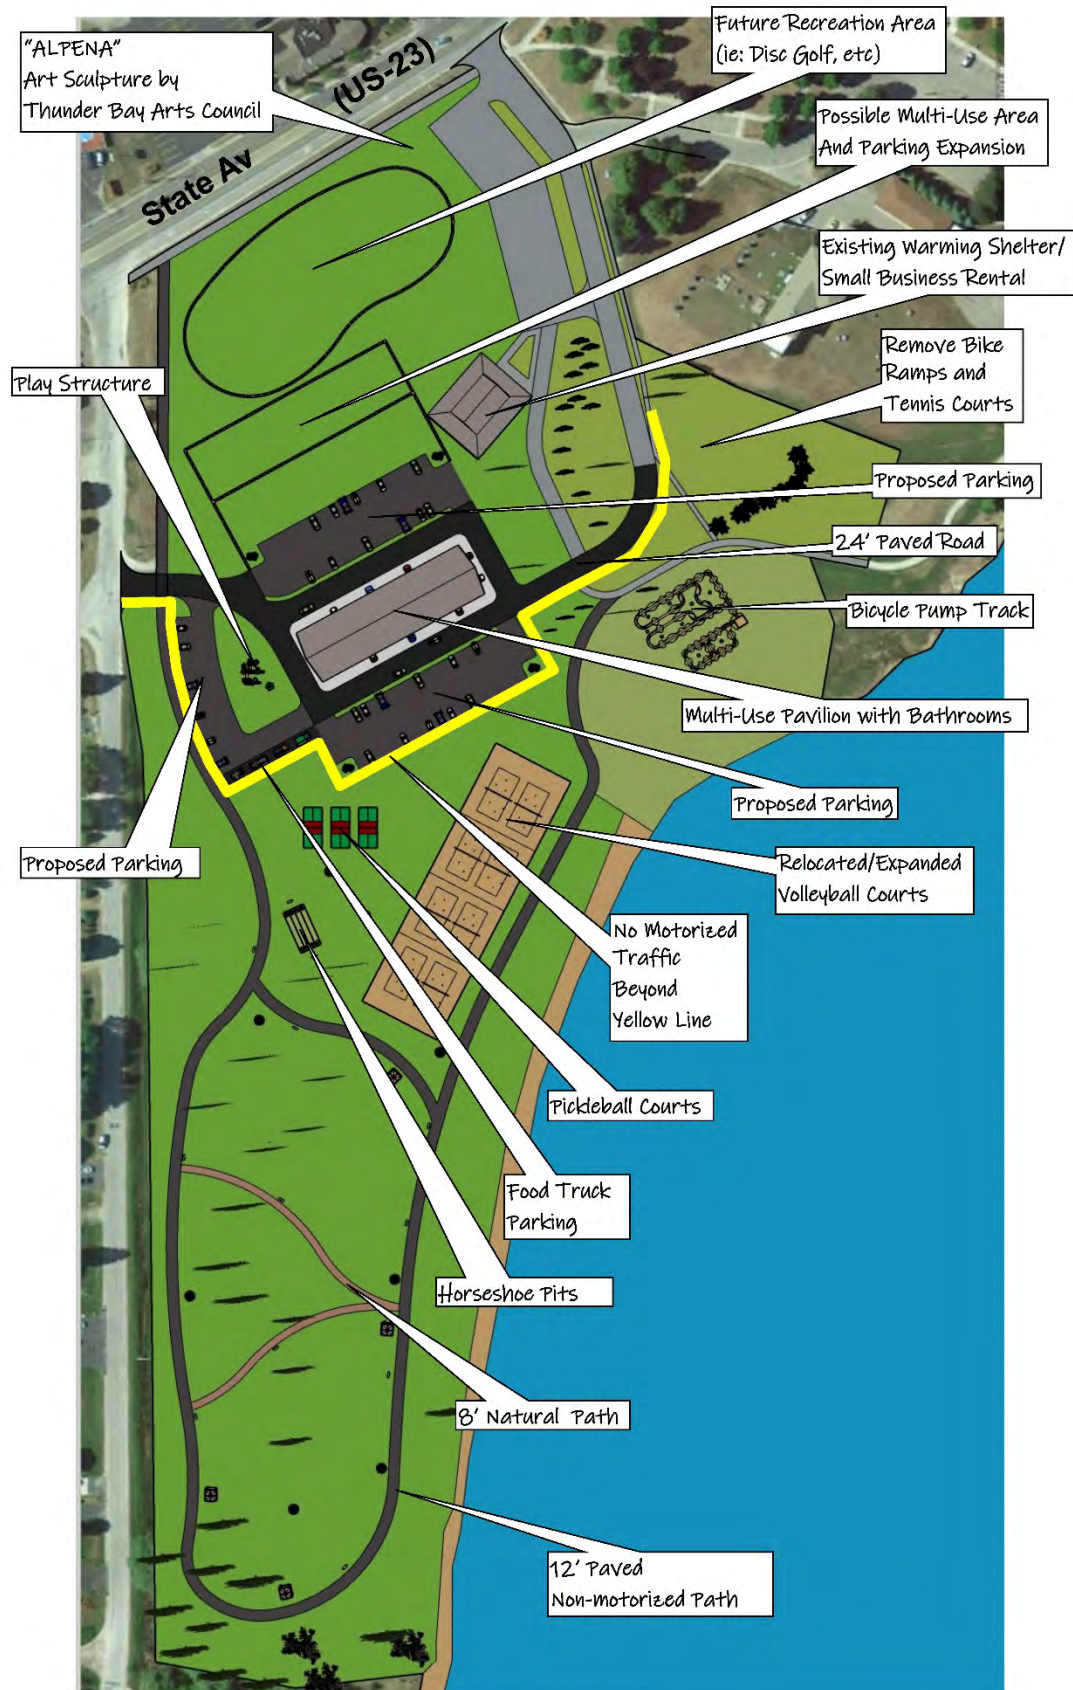 "ALPENA"
Art Sculpture by
Thunder Bay Arts Council
Future Recreation Area
(ie: Disc Golf, etc)
(US-23)
State Av
Possible Multi-Use Area
And Parking Expansion
Existing Warming Shelter/
Small Business Rental
Remove Bike
Ramps and
Tennis Courts
Play Structure
Proposed Parking
24' Paved Road
Bicycle Pump Track
Multi-Use Pavilion with Bathrooms
Proposed Parking
Proposed Parking
Relocated/Expanded
Volleyball Courts
No Motorized
Traffic
Beyond
Yellow Line
Pickleball Courts
Food Truck
Parking
Horseshoe Pits
8' Natural Path
12' Paved
Non-motorized Path